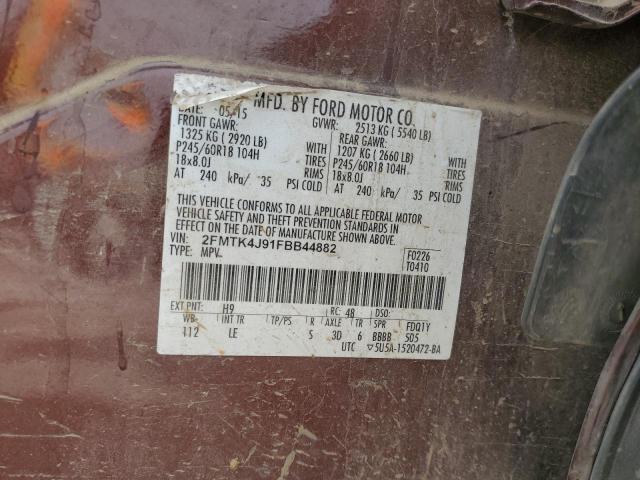 MFD. BY FORD MOTOR CO.
DATE: 05/15 GVWR: 2513 KG ( 5540 LB)
FRONT GAWR: REAR GAWR:
1325 KG ( 2920 LB) 1207 KG ( 2660 LB)
P245/60R18 104H TIRES P245/60R18 104H TIRES
18x8.0J RIMS 18x8.0J RIMS
AT 240 kPa/ 35 PSI COLD AT 240 kPa/ 35 PSI COLD
THIS VEHICLE CONFORMS TO ALL APPLICABLE FEDERAL MOTOR
VEHICLE SAFETY AND THEFT PREVENTION STANDARDS IN
EFFECT ON THE DATE OF MANUFACTURE SHOWN ABOVE.
VIN: 2FMTK4J91FBB44882 F0226
TYPE: MPV T0410
EXT PNT: H9 RC: 48 DSO:
WB INT TR TP/PS R AXLE TR SPR FDQ1Y
112 LE 5 3D 6 BBBB 505
UTC ▽5U5A-1520472-BA